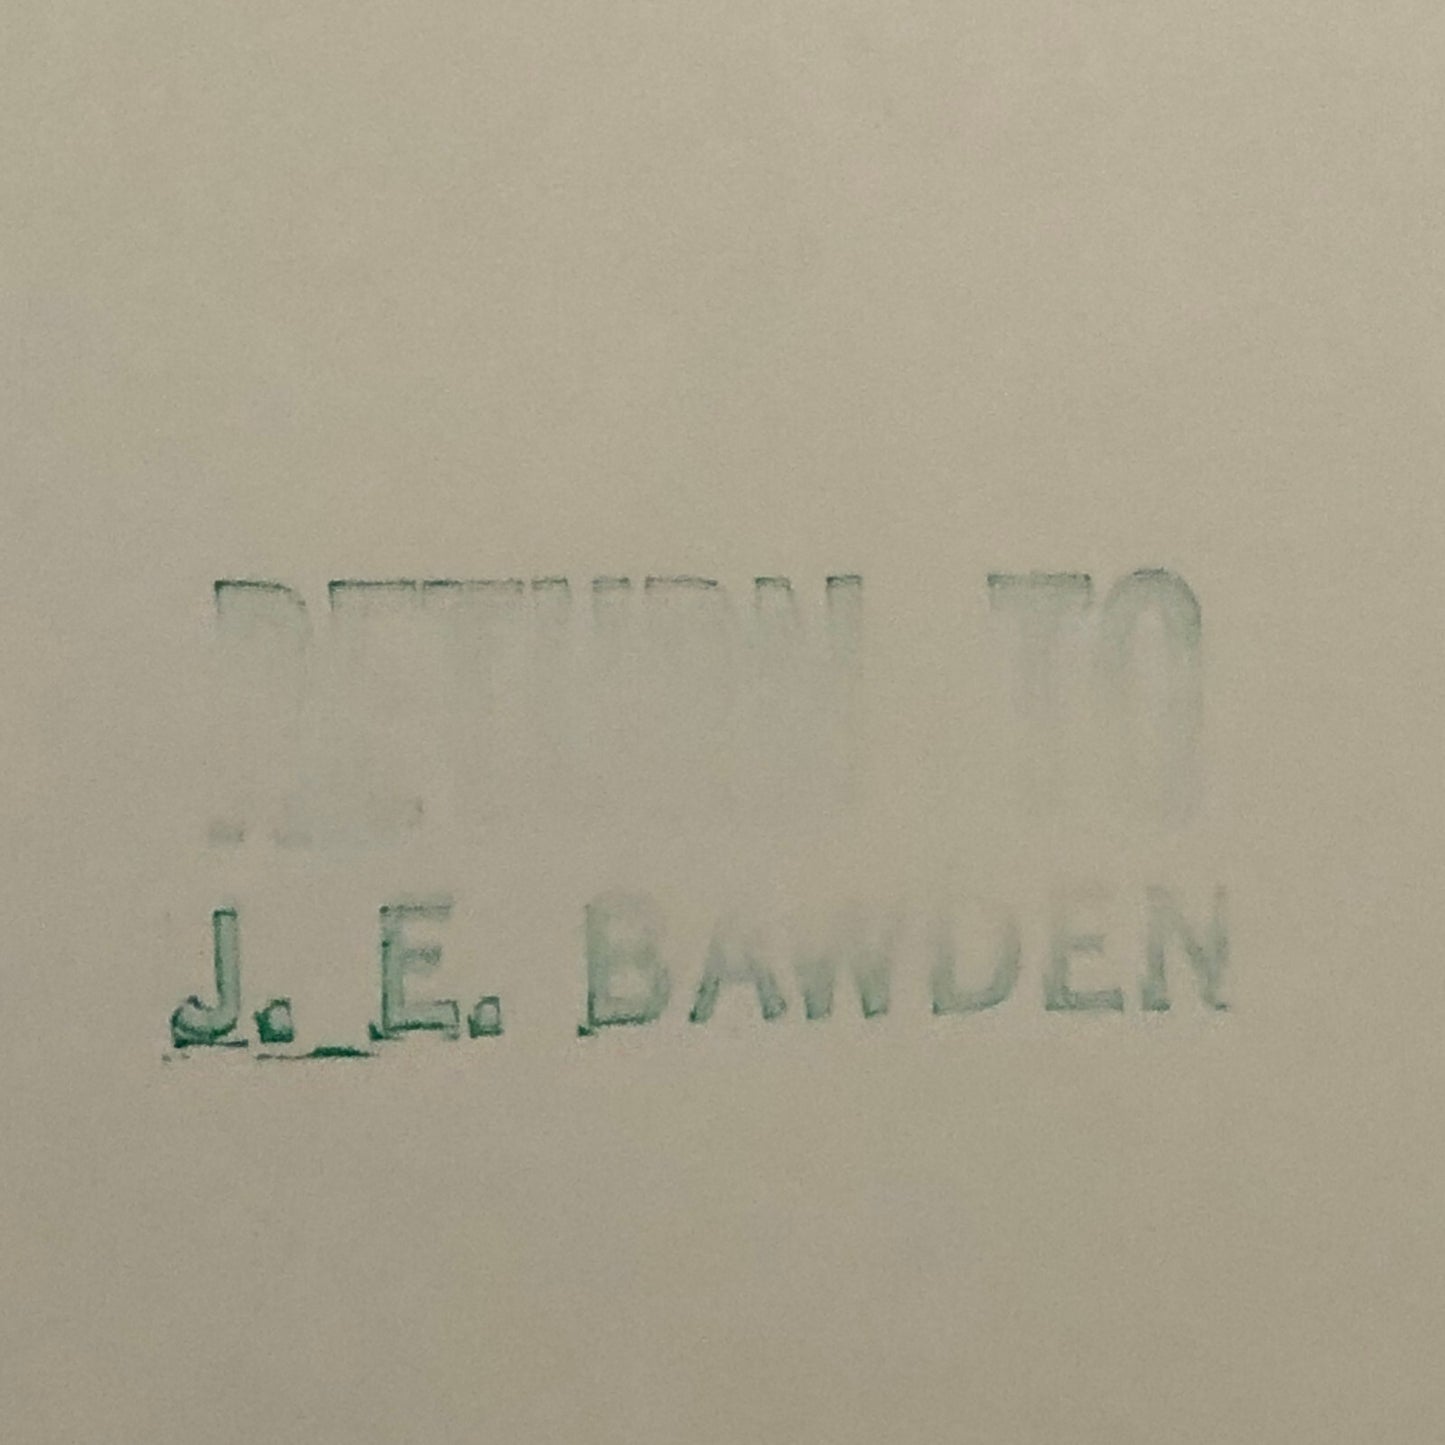 RETURN TO
J. E. BAWDEN